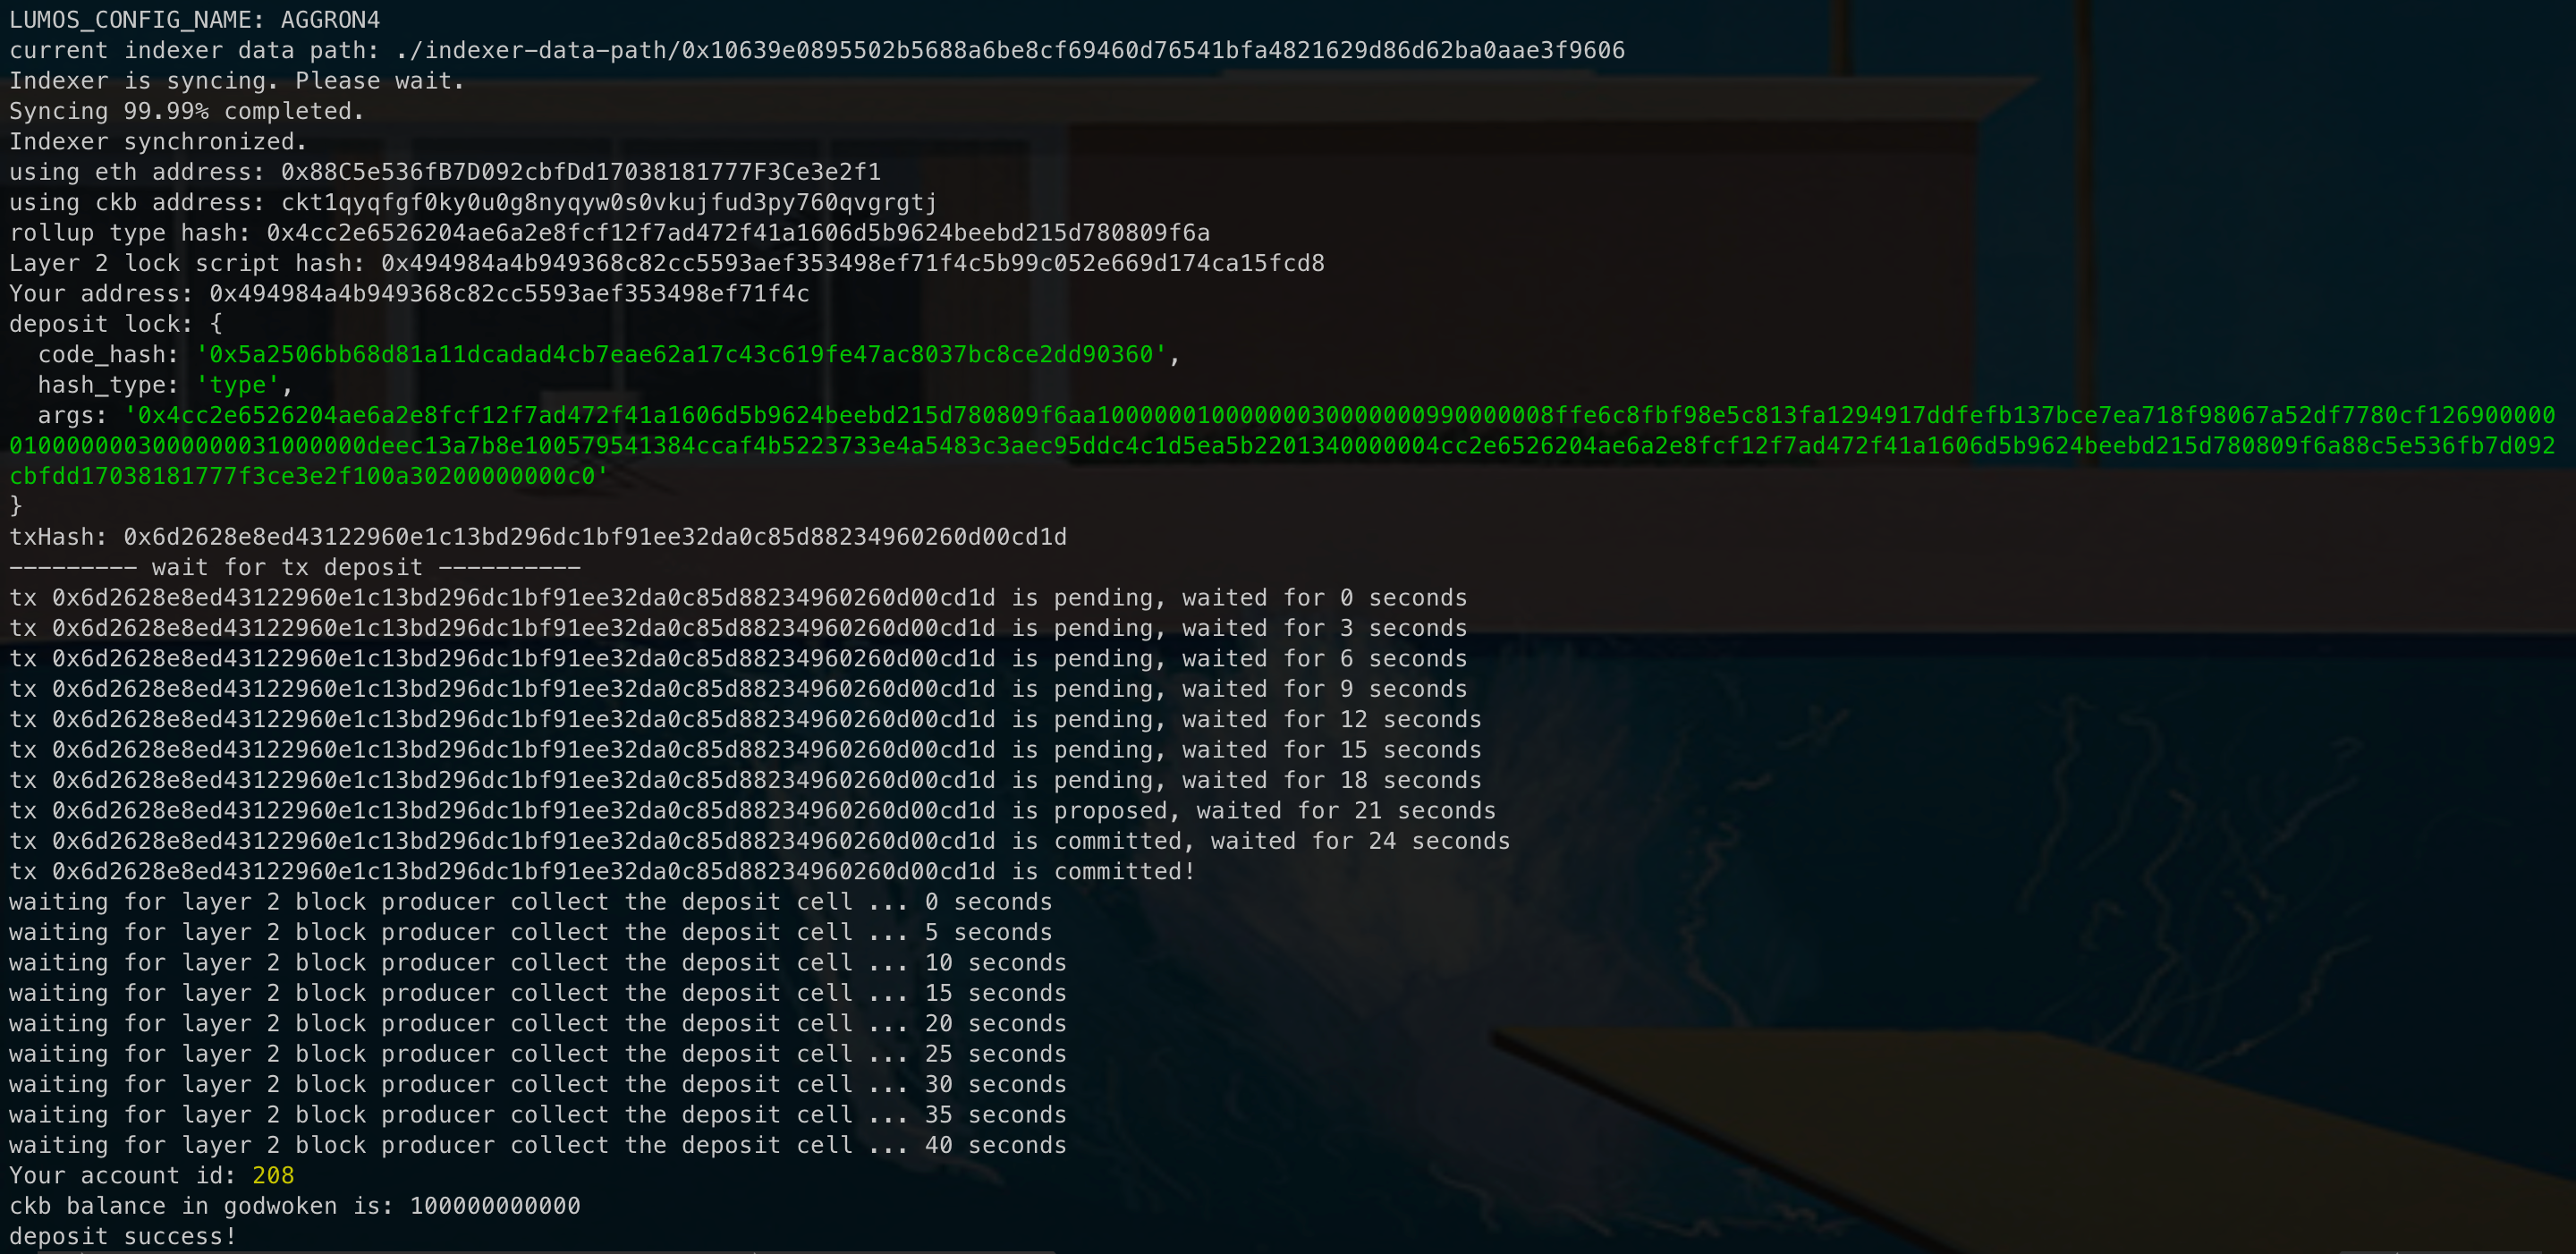 LUMOS_CONFIG_NAME: AGGRON4
current indexer data path: ./indexer-data-path/0x10639e0895502b5688a6be8cf69460d76541bfa4821629d86d62ba0aae3f9606
Indexer is syncing. Please wait.
Syncing 99.99% completed.
Indexer synchronized.
using eth address: 0x88C5e536fB7D092cbfDd17038181777F3Ce3e2f1
using ckb address: ckt1qyqfgf0ky0u0g8nyqyw0s0vkujfud3py760qvgrgtj
rollup type hash: 0x4cc2e6526204ae6a2e8fcf12f7ad472f41a1606d5b9624beebd215d780809f6a
Layer 2 lock script hash: 0x494984a4b949368c82cc5593aef353498ef71f4c5b99c052e669d174ca15fcd8
Your address: 0x494984a4b949368c82cc5593aef353498ef71f4c
deposit lock: {
  code_hash: '0x5a2506bb68d81a11dcadad4cb7eae62a17c43c619fe47ac8037bc8ce2dd90360',
  hash_type: 'type',
  args: '0x4cc2e6526204ae6a2e8fcf12f7ad472f41a1606d5b9624beebd215d780809f6aa10000001000000030000000990000008ffe6c8fbf98e5c813fa1294917ddfefb137bce7ea718f98067a52df7780cf126900000
0100000003000000031000000deec13a7b8e100579541384ccaf4b5223733e4a5483c3aec95ddc4c1d5ea5b2201340000004cc2e6526204ae6a2e8fcf12f7ad472f41a1606d5b9624beebd215d780809f6a88c5e536fb7d092
cbfdd17038181777f3ce3e2f100a30200000000c0'
}
txHash: 0x6d2628e8ed43122960e1c13bd296dc1bf91ee32da0c85d88234960260d00cd1d
--------- wait for tx deposit ----------
tx 0x6d2628e8ed43122960e1c13bd296dc1bf91ee32da0c85d88234960260d00cd1d is pending, waited for 0 seconds
tx 0x6d2628e8ed43122960e1c13bd296dc1bf91ee32da0c85d88234960260d00cd1d is pending, waited for 3 seconds
tx 0x6d2628e8ed43122960e1c13bd296dc1bf91ee32da0c85d88234960260d00cd1d is pending, waited for 6 seconds
tx 0x6d2628e8ed43122960e1c13bd296dc1bf91ee32da0c85d88234960260d00cd1d is pending, waited for 9 seconds
tx 0x6d2628e8ed43122960e1c13bd296dc1bf91ee32da0c85d88234960260d00cd1d is pending, waited for 12 seconds
tx 0x6d2628e8ed43122960e1c13bd296dc1bf91ee32da0c85d88234960260d00cd1d is pending, waited for 15 seconds
tx 0x6d2628e8ed43122960e1c13bd296dc1bf91ee32da0c85d88234960260d00cd1d is pending, waited for 18 seconds
tx 0x6d2628e8ed43122960e1c13bd296dc1bf91ee32da0c85d88234960260d00cd1d is proposed, waited for 21 seconds
tx 0x6d2628e8ed43122960e1c13bd296dc1bf91ee32da0c85d88234960260d00cd1d is committed, waited for 24 seconds
tx 0x6d2628e8ed43122960e1c13bd296dc1bf91ee32da0c85d88234960260d00cd1d is committed!
waiting for layer 2 block producer collect the deposit cell ... 0 seconds
waiting for layer 2 block producer collect the deposit cell ... 5 seconds
waiting for layer 2 block producer collect the deposit cell ... 10 seconds
waiting for layer 2 block producer collect the deposit cell ... 15 seconds
waiting for layer 2 block producer collect the deposit cell ... 20 seconds
waiting for layer 2 block producer collect the deposit cell ... 25 seconds
waiting for layer 2 block producer collect the deposit cell ... 30 seconds
waiting for layer 2 block producer collect the deposit cell ... 35 seconds
waiting for layer 2 block producer collect the deposit cell ... 40 seconds
Your account id: 208
ckb balance in godwoken is: 100000000000
deposit success!